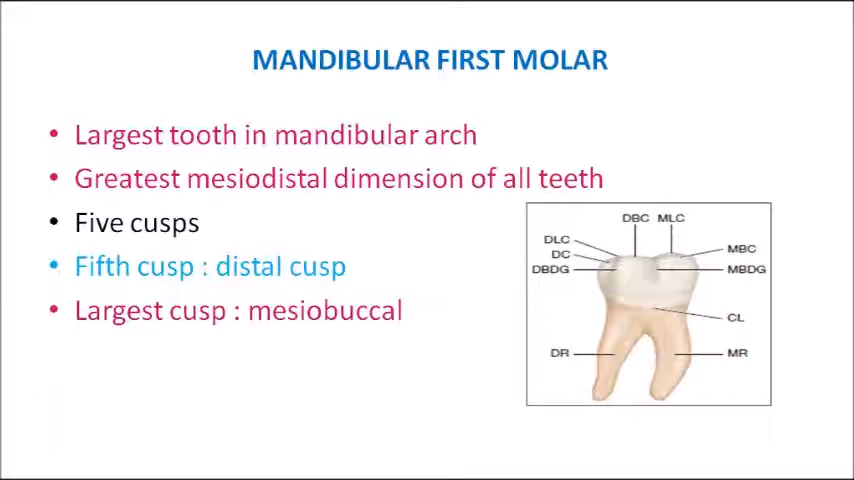 MANDIBULAR FIRST MOLAR
• Largest tooth in mandibular arch
• Greatest mesiodistal dimension of all teeth
• Five cusps
• Fifth cusp : distal cusp
• Largest cusp : mesiobuccal
DBC MLC
DLC
MBC
DC
DBDG
MBDG
CL
DR
MR